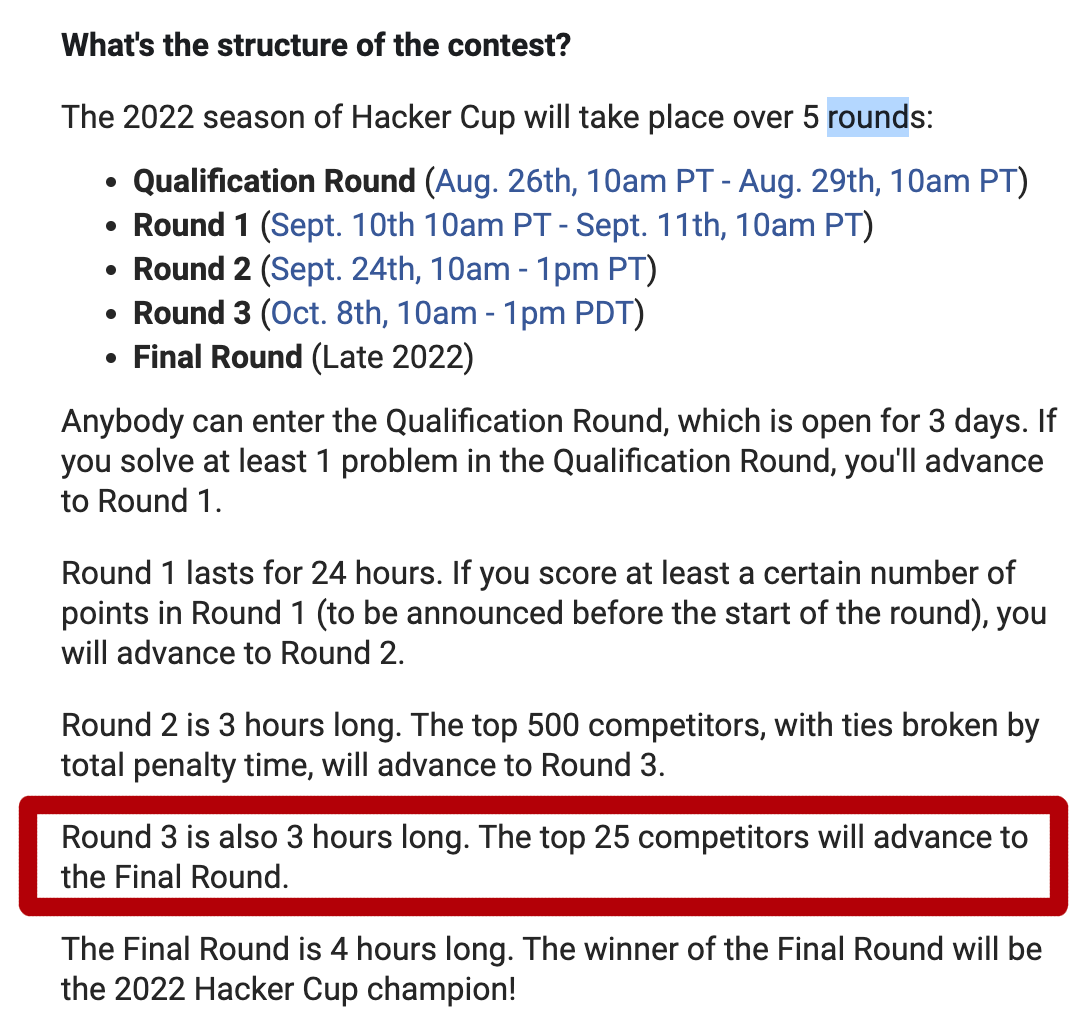 What's the structure of the contest?
The 2022 season of Hacker Cup will take place over 5 rounds:
• Qualification Round (Aug. 26th, 10am PT - Aug. 29th, 10am PT)
• Round 1 (Sept. 10th 10am PT - Sept. 11th, 10am PT)
• Round 2 (Sept. 24th, 10am - 1pm PT)
• Round 3 (Oct. 8th, 10am - 1pm PDT)
• Final Round (Late 2022)
Anybody can enter the Qualification Round, which is open for 3 days. If
you solve at least 1 problem in the Qualification Round, you'll advance
to Round 1.
Round 1 lasts for 24 hours. If you score at least a certain number of
points in Round 1 (to be announced before the start of the round), you
will advance to Round 2.
Round 2 is 3 hours long. The top 500 competitors, with ties broken by
total penalty time, will advance to Round 3.
Round 3 is also 3 hours long. The top 25 competitors will advance to
the Final Round.
The Final Round is 4 hours long. The winner of the Final Round will be
the 2022 Hacker Cup champion!